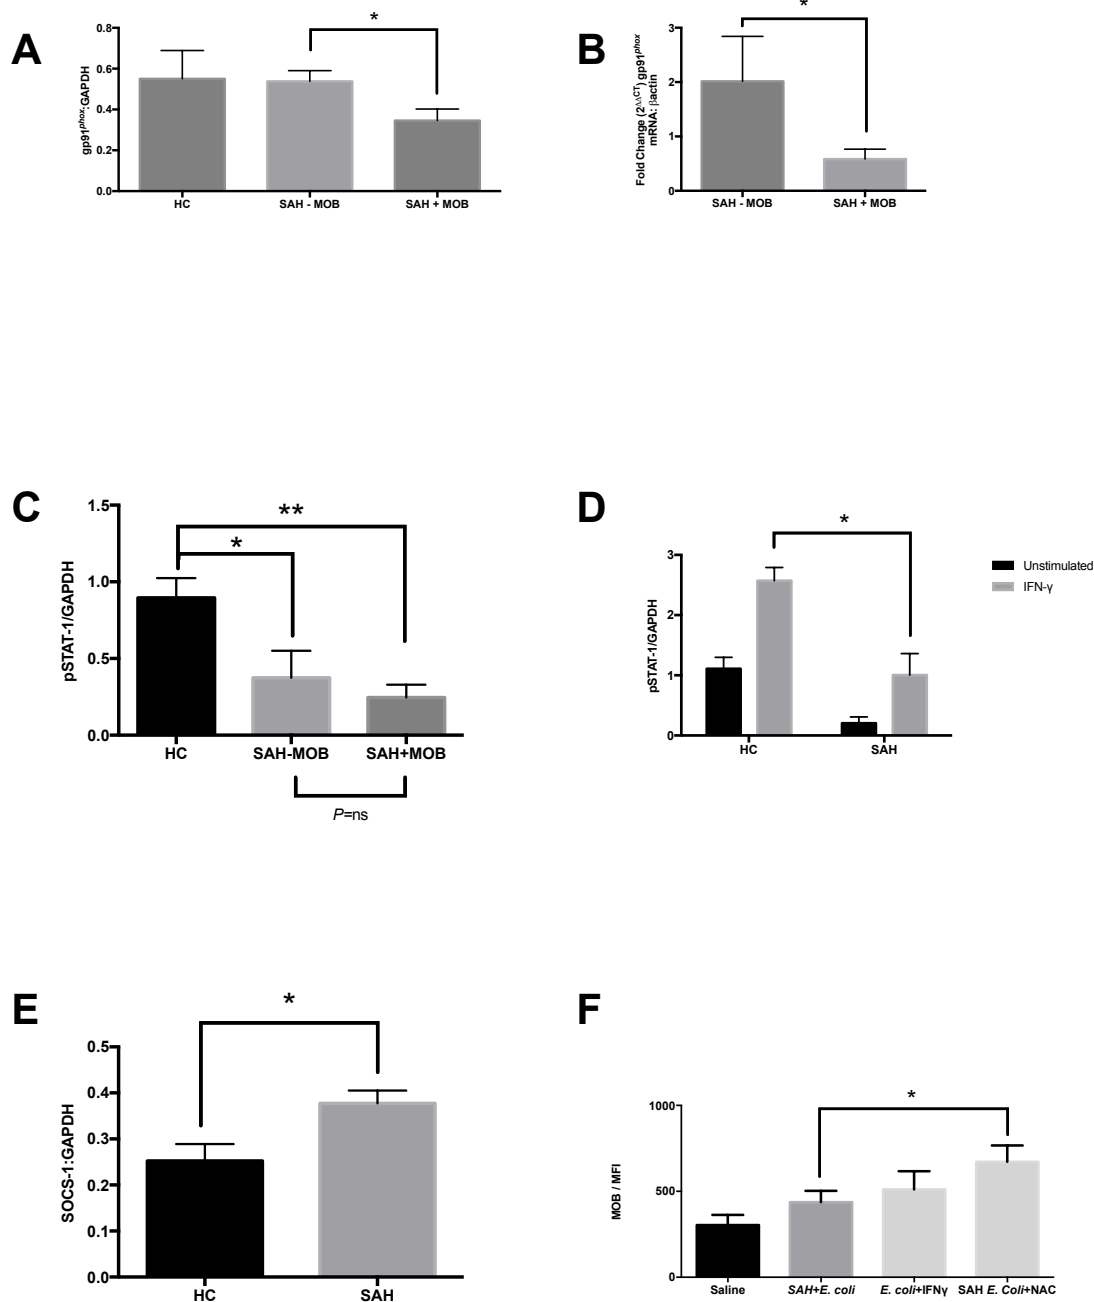 A
gp91phox:GAPDH
0.8
0.6
0.4
0.2
0.0
*
HC
SAH - MOB
SAH + MOB
B
Fold Change (2ΔΔCT) gp91phox
mRNA: βactin
3
2
1
0
*
SAH - MOB
SAH + MOB
C
pSTAT-1/GAPDH
1.5
1.0
0.5
0.0
**
*
HC
SAH-MOB
SAH+MOB
P=ns
D
pSTAT-1/GAPDH
3
2
1
0
*
HC
SAH
Unstimulated
IFN-γ
E
SOCS-1:GAPDH
0.5
0.4
0.3
0.2
0.1
0.0
*
HC
SAH
F
MOB / MFI
1000
500
0
*
Saline
SAH+E. coli
E. coli+IFNγ
SAH E. Coli+NAC